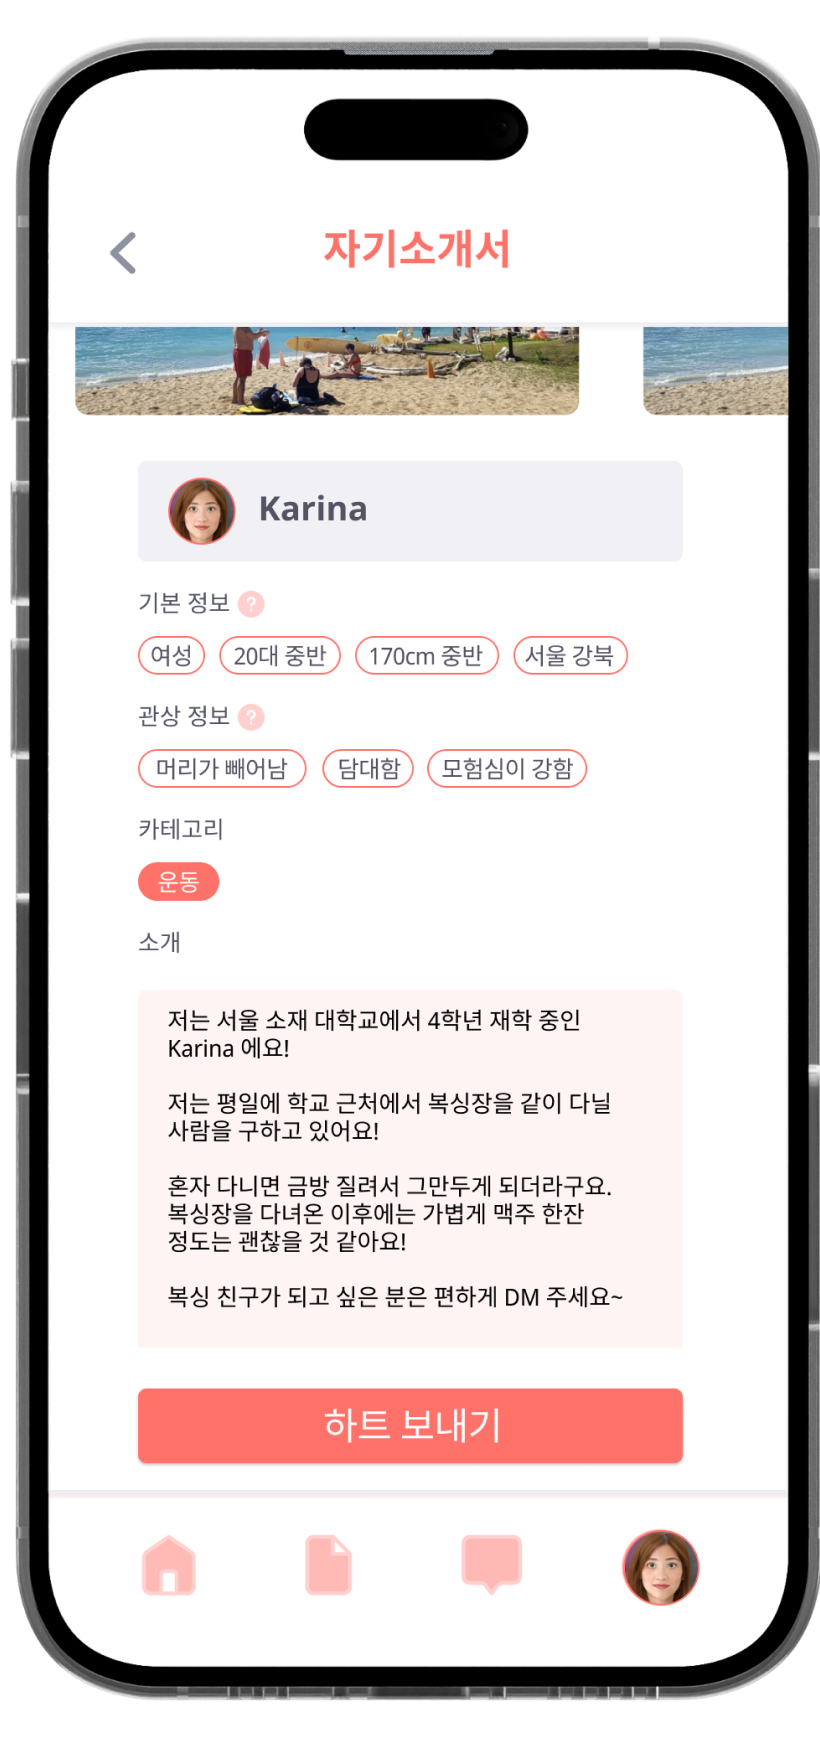 자기소개서
Karina
기본 정보 ?
여성 20대 중반 170cm 중반 서울 강북
관상 정보 ?
머리가 빼어남 담대함 모험심이 강함
카테고리
운동
소개
저는 서울 소재 대학교에서 4학년 재학 중인
Karina 에요!
저는 평일에 학교 근처에서 복싱장을 같이 다닐
사람을 구하고 있어요!
혼자 다니면 금방 질려서 그만두게 되더라구요.
복싱장을 다녀온 이후에는 가볍게 맥주 한잔
정도는 괜찮을 것 같아요!
복싱 친구가 되고 싶은 분은 편하게 DM 주세요~
하트 보내기